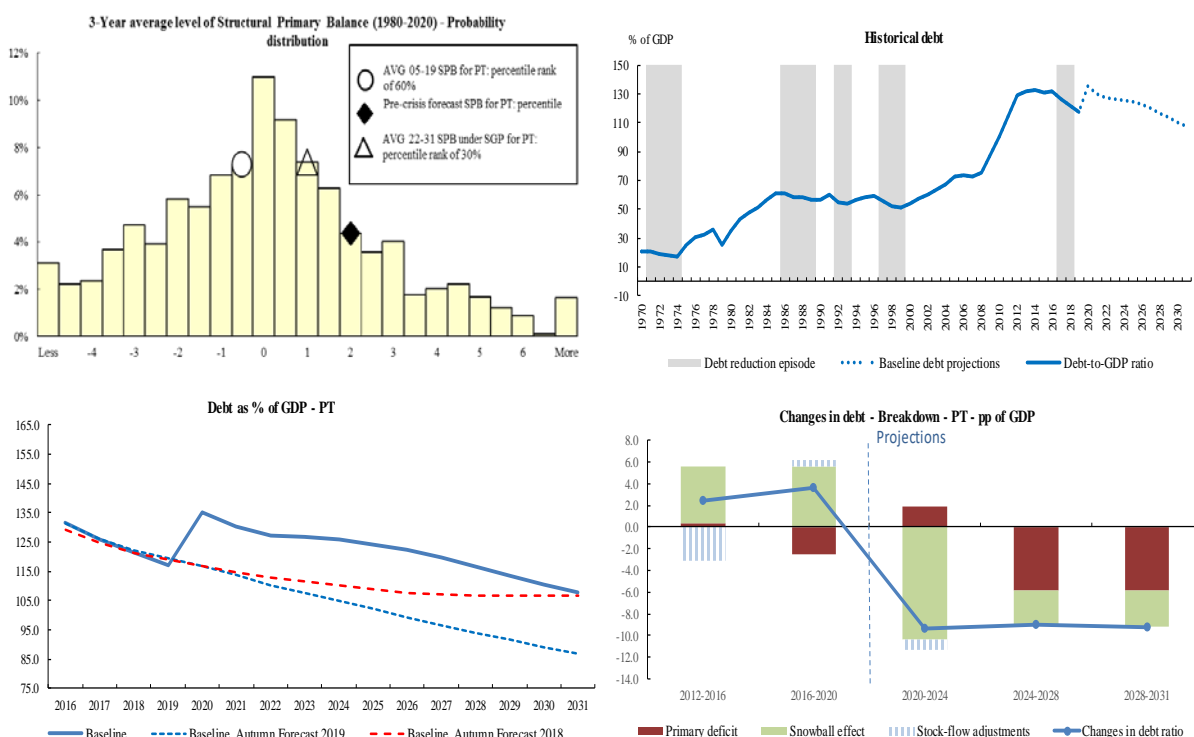 3-Year average level of Structural Primary Balance (1980-2020) - Probability
distribution
12%
10%
8%
6%
4%
2%
0%
AVG 05-19 SPB for PT: percentile rank
of 60%
Pre-crisis forecast SPB for PT: percentile
AVG 22-31 SPB under SGP for PT:
percentile rank of 30%
Less -4 -3 -2 -1 0 1 2 3 4 5 6 More
% of GDP
Historical debt
150
130
110
90
70
50
30
10
-10
1970 1972 1974 1976 1978 1980 1982 1984 1986 1988 1990 1992 1994 1996 1998 2000 2002 2004 2006 2008 2010 2012 2014 2016 2018 2020 2022 2024 2026 2028 2030
Debt reduction episode Baseline debt projections Debt-to-GDP ratio
Debt as % of GDP - PT
165.0
155.0
145.0
135.0
125.0
115.0
105.0
95.0
85.0
75.0
2016 2017 2018 2019 2020 2021 2022 2023 2024 2025 2026 2027 2028 2029 2030 2031
Baseline Baseline, Autumn Forecast 2019 Baseline, Autumn Forecast 2018
Changes in debt - Breakdown - PT - pp of GDP
Projections
8.0
6.0
4.0
2.0
0.0
-2.0
-4.0
-6.0
-8.0
-10.0
-12.0
-14.0
2012-2016 2016-2020 2020-2024 2024-2028 2028-2031
Primary deficit Snowball effect Stock-flow adjustments Changes in debt ratio